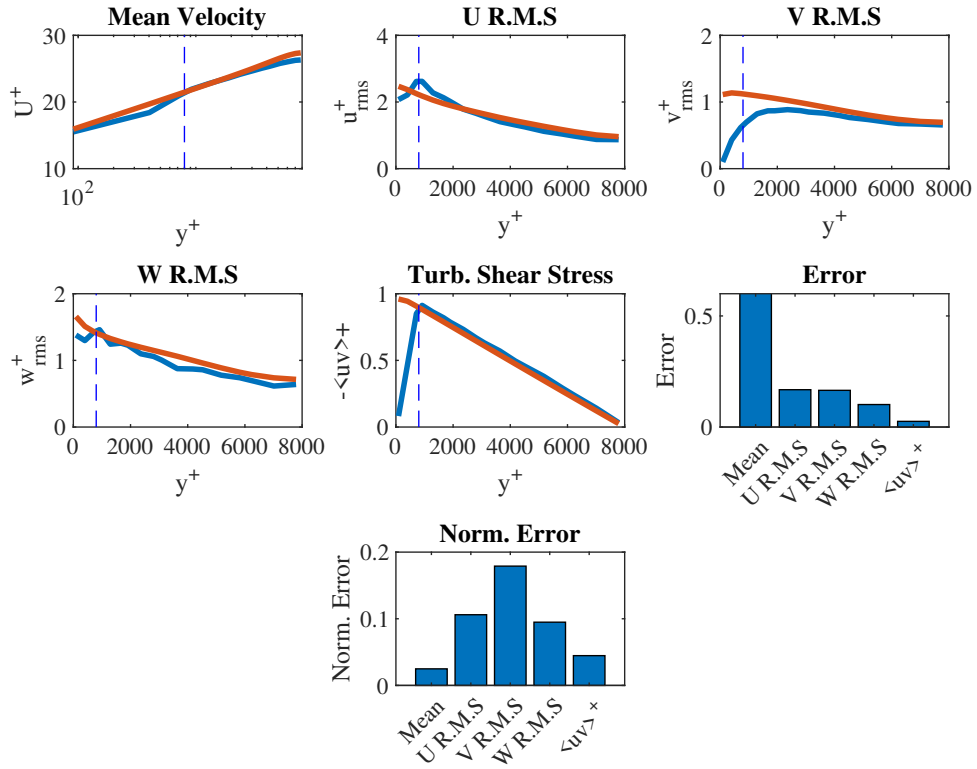 Mean Velocity
U R.M.S
V R.M.S
30
20
10
U+
10^2
y+
4
2
0
u+rms
0 2000 4000 6000 8000
y+
2
1
0
v+rms
0 2000 4000 6000 8000
y+
W R.M.S
Turb. Shear Stress
Error
2
1
0
w+rms
0 2000 4000 6000 8000
y+
1
0.5
0
-<uv>+
0 2000 4000 6000 8000
y+
0.5
0
Error
Mean
U R.M.S
V R.M.S
W R.M.S
<uv>+
Norm. Error
0.2
0.1
0
Norm. Error
Mean
U R.M.S
V R.M.S
W R.M.S
<uv>+